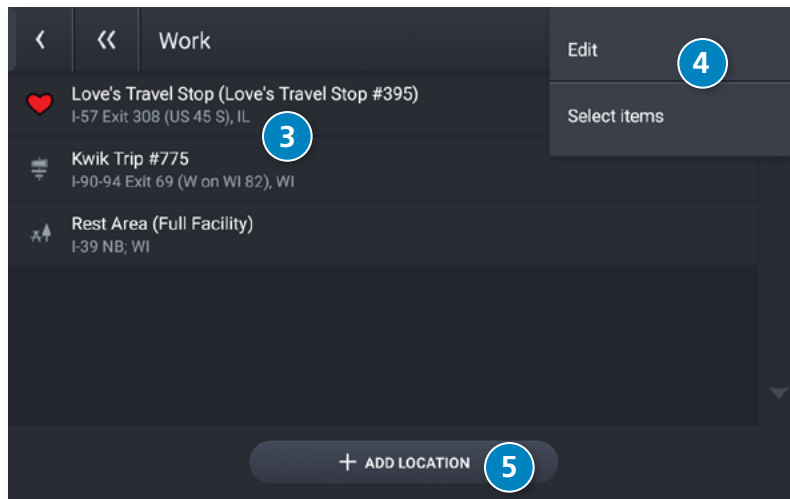 Work
Edit
4
Select items
Love's Travel Stop (Love's Travel Stop #395)
I-57 Exit 308 (US 45 S), IL
3
Kwik Trip #775
I-90-94 Exit 69 (W on WI 82), WI
Rest Area (Full Facility)
I-39 NB; WI
+ ADD LOCATION
5